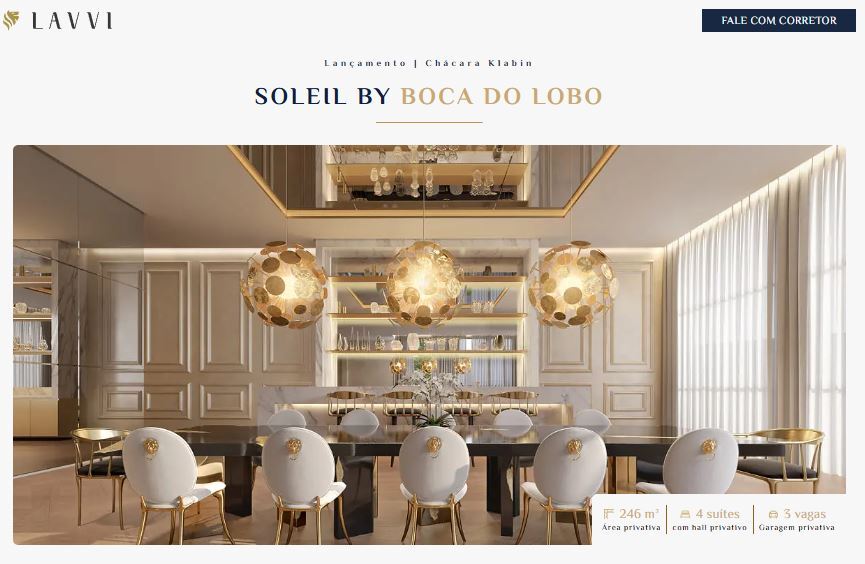 LAVVI
FALE COM CORRETOR
Lançamento | Chácara Klabin
SOLEIL BY BOCA DO LOBO
246 m²
Área privativa
4 suítes
com hall privativo
3 vagas
Garagem privativa